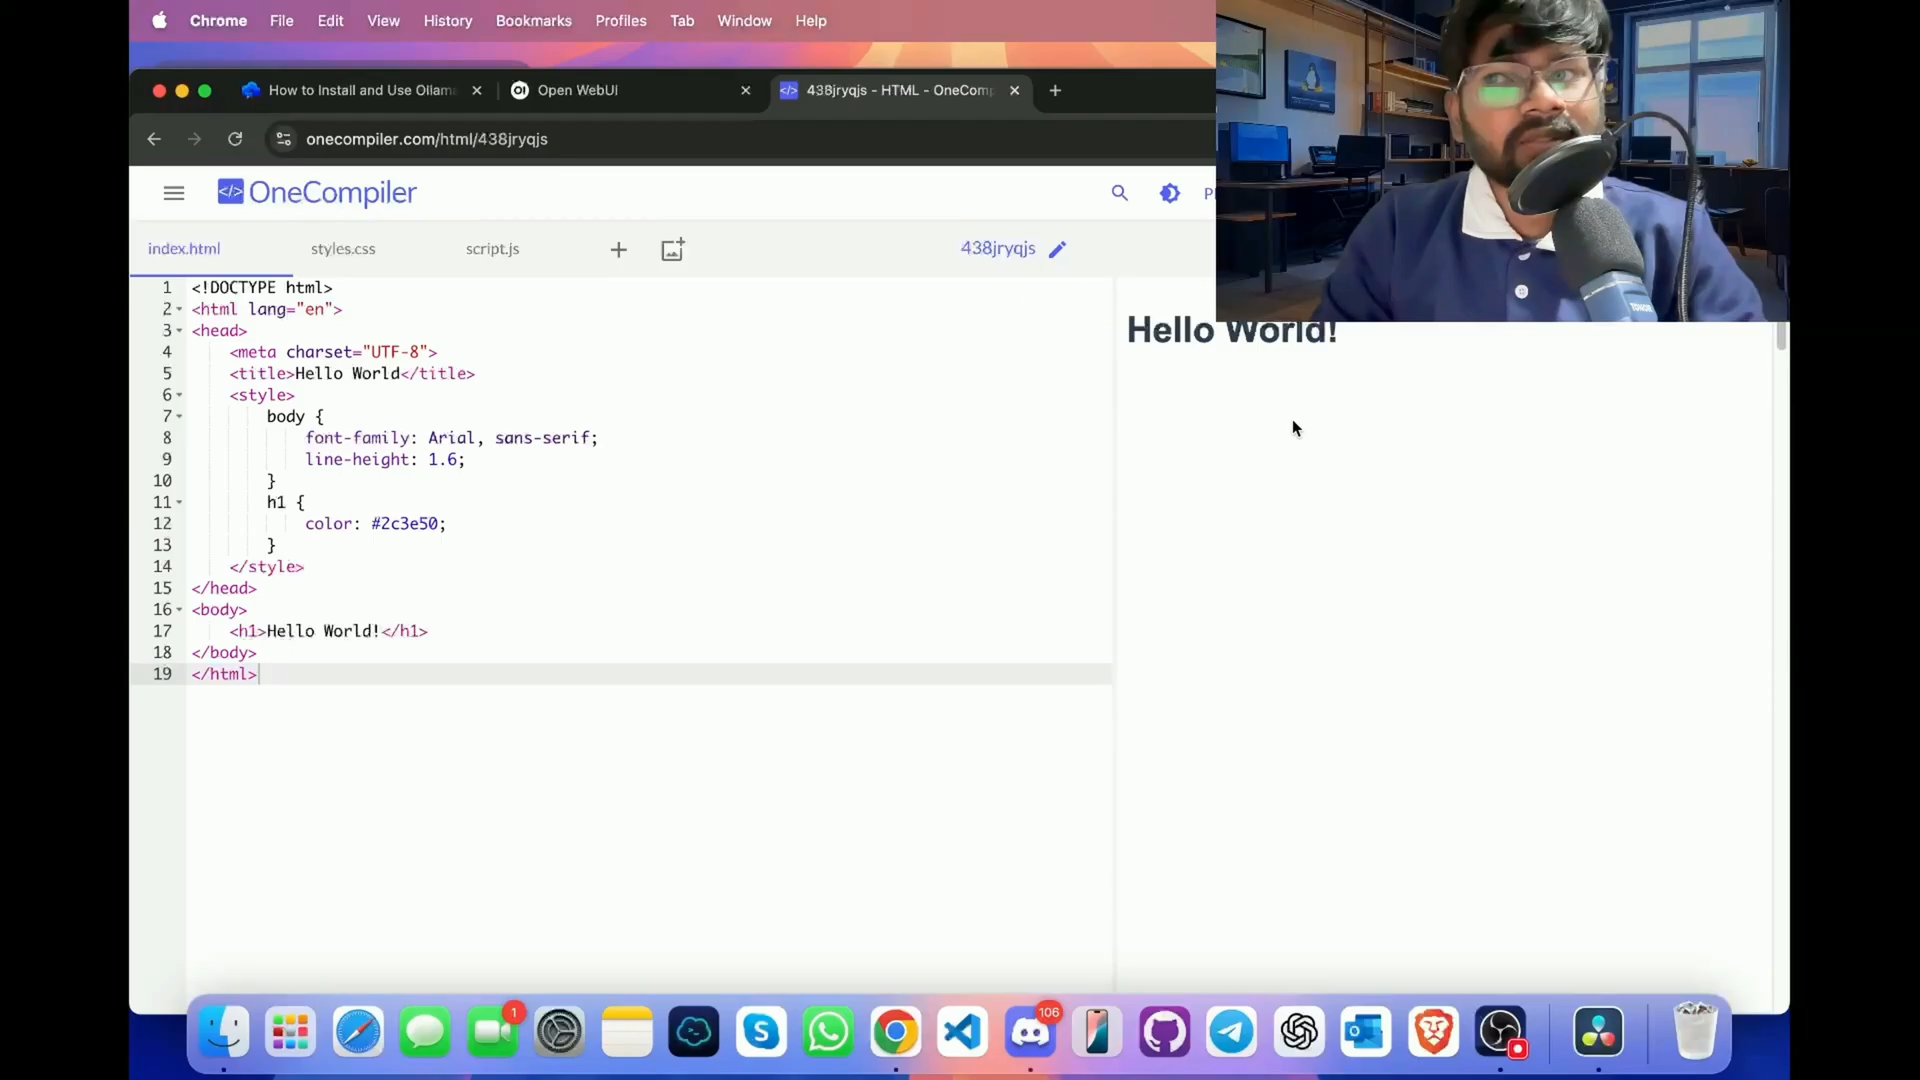 Chrome File Edit View History Bookmarks Profiles Tab Window Help
How to Install and Use Ollama
Open WebUI
438jryqjs - HTML - OneComp
onecompiler.com/html/438jryqjs
</> OneCompiler
index.html styles.css script.js 438jryqjs
1 <!DOCTYPE html>
2 <html lang="en">
3 <head>
4 <meta charset="UTF-8">
5 <title>Hello World</title>
6 <style>
7 body {
8 font-family: Arial, sans-serif;
9 line-height: 1.6;
10 }
11 h1 {
12 color: #2c3e50;
13 }
14 </style>
15 </head>
16 <body>
17 <h1>Hello World!</h1>
18 </body>
19 </html>
Hello World!
1
106